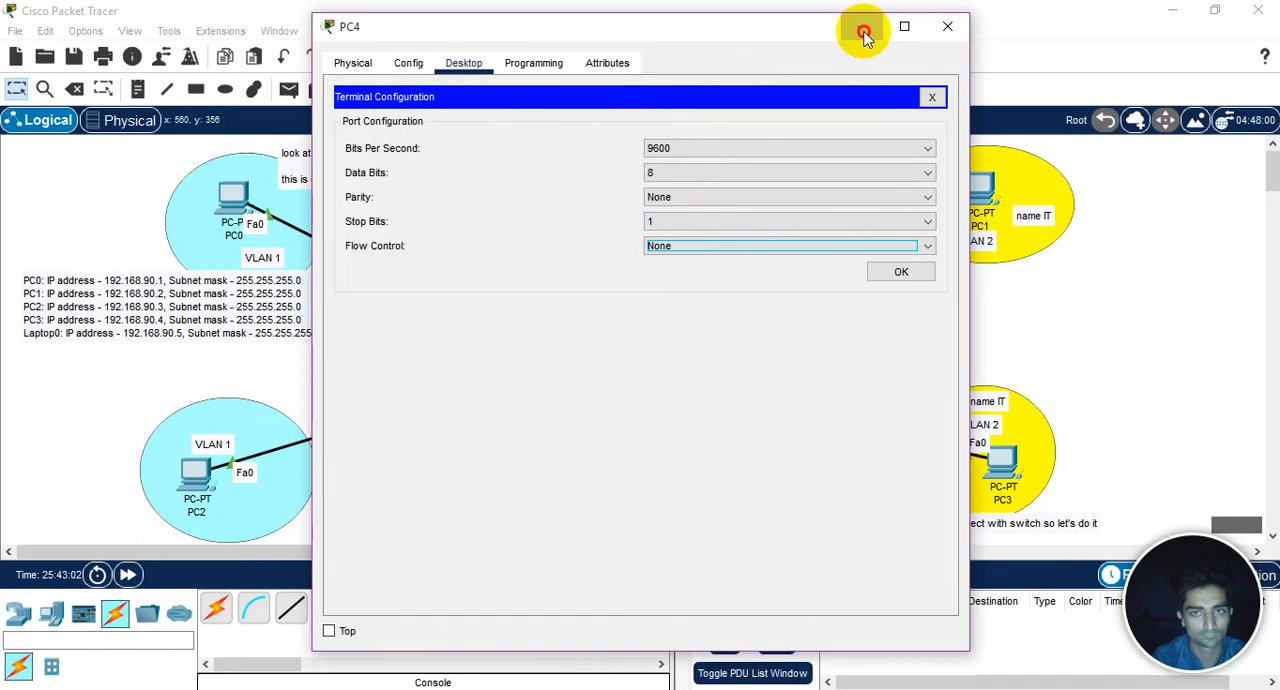 Cisco Packet Tracer
File Edit Options View Tools Extensions Window
Logical Physical x: 560, y: 356
Root 04:48:00
PC4
Physical Config Desktop Programming Attributes
Terminal Configuration X
Port Configuration
Bits Per Second: 9600
Data Bits: 8
Parity: None
Stop Bits: 1
Flow Control: None
OK
Top
look at
this is
PC0
Fa0
VLAN 1
PC0: IP address - 192.168.90.1, Subnet mask - 255.255.255.0
PC1: IP address - 192.168.90.2, Subnet mask - 255.255.255.0
PC2: IP address - 192.168.90.3, Subnet mask - 255.255.255.0
PC3: IP address - 192.168.90.4, Subnet mask - 255.255.255.0
Laptop0: IP address - 192.168.90.5, Subnet mask - 255.255.255
VLAN 1
Fa0
PC-PT
PC2
PC-PT
PC1
name IT
AN 2
name IT
LAN 2
Fa0
PC-PT
PC3
ect with switch so let's do it
Time: 25:43:02
Destination Type Color
Toggle PDU List Window
Console